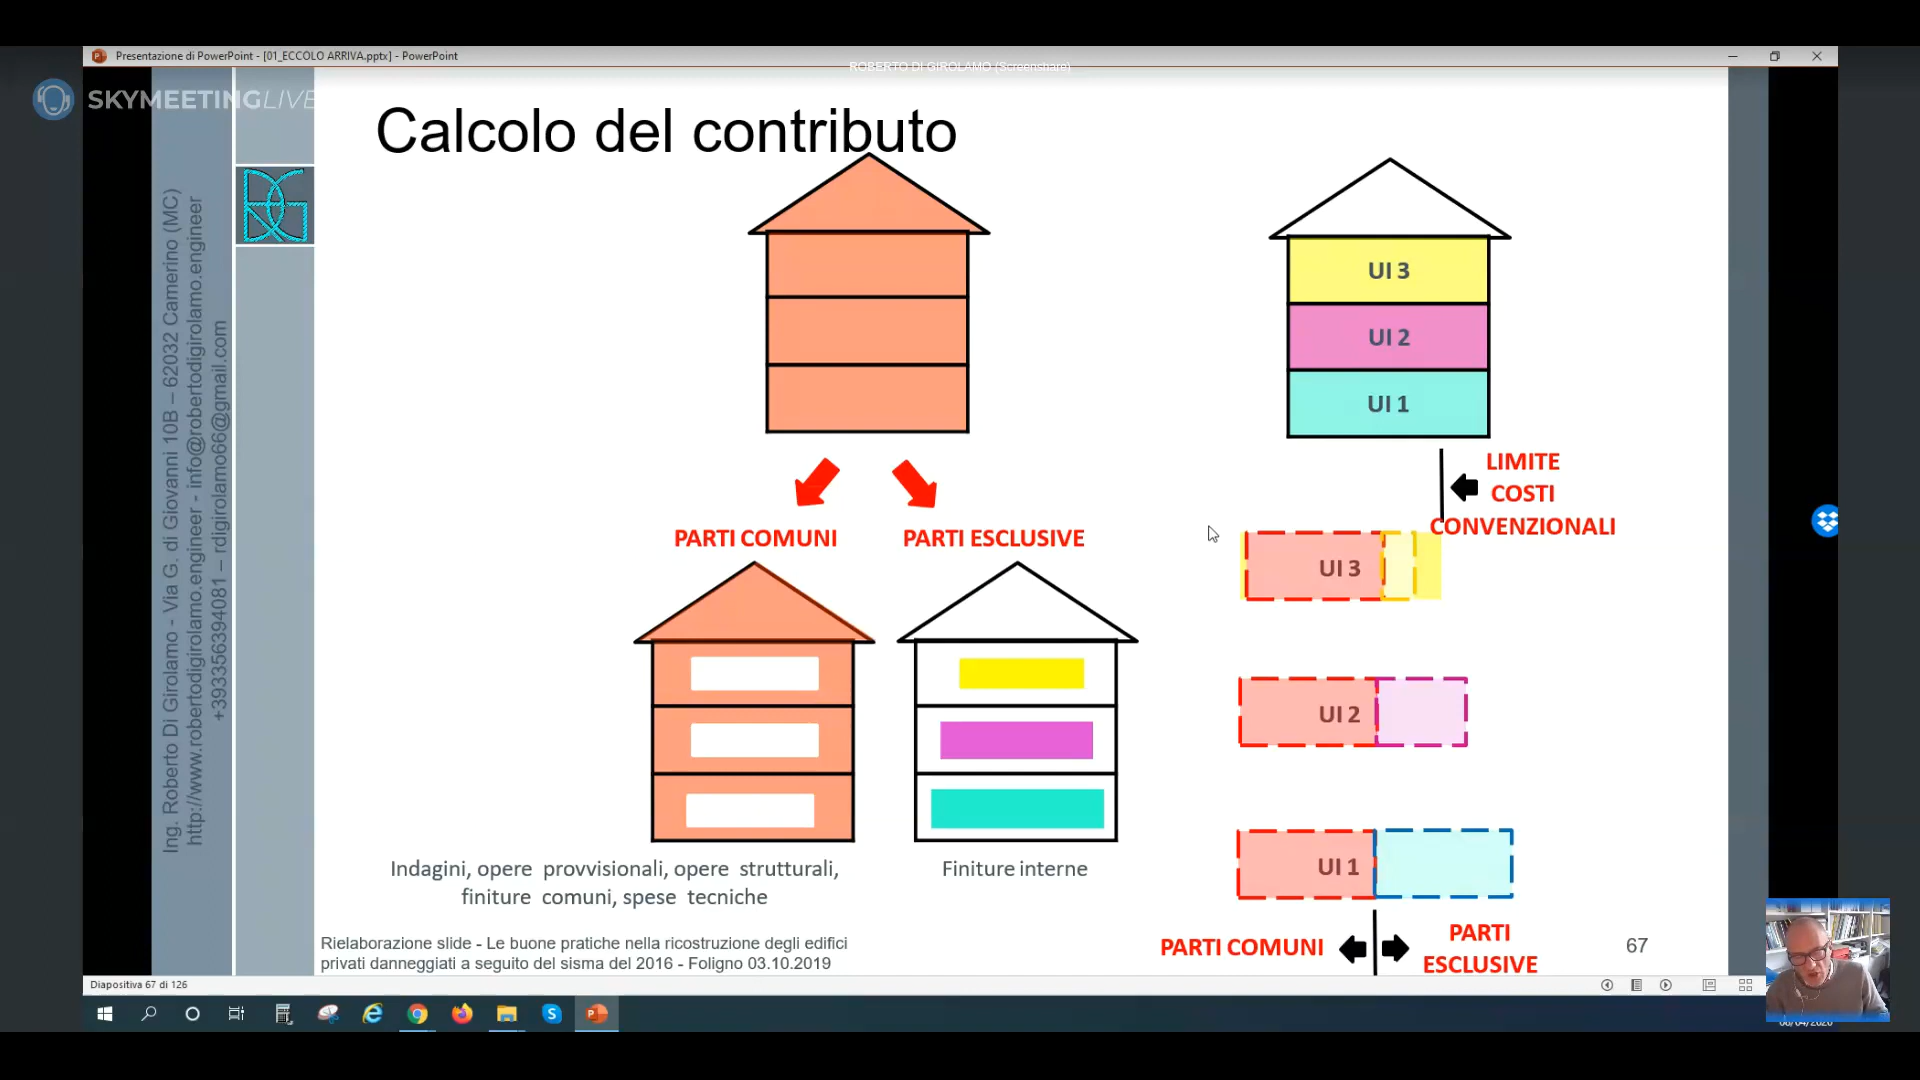 Presentazione di PowerPoint - [01_ECCOLO ARRIVA.pptx] - PowerPoint
ROBERTO DI GIROLAMO (Screenshare)
SKYMEETINGLIVE
Ing. Roberto Di Girolamo - Via G. di Giovanni 10B – 62032 Camerino (MC)
http://www.robertodigirolamo.engineer - info@robertodigirolamo.engineer
+393356394081 – rdigirolamo66@gmail.com
Calcolo del contributo
UI 3
UI 2
UI 1
LIMITE
COSTI
CONVENZIONALI
PARTI COMUNI
PARTI ESCLUSIVE
UI 3
UI 2
UI 1
Indagini, opere provvisionali, opere strutturali,
finiture comuni, spese tecniche
Finiture interne
PARTI COMUNI
PARTI
ESCLUSIVE
Rielaborazione slide - Le buone pratiche nella ricostruzione degli edifici
privati danneggiati a seguito del sisma del 2016 - Foligno 03.10.2019
67
Diapositiva 67 di 126